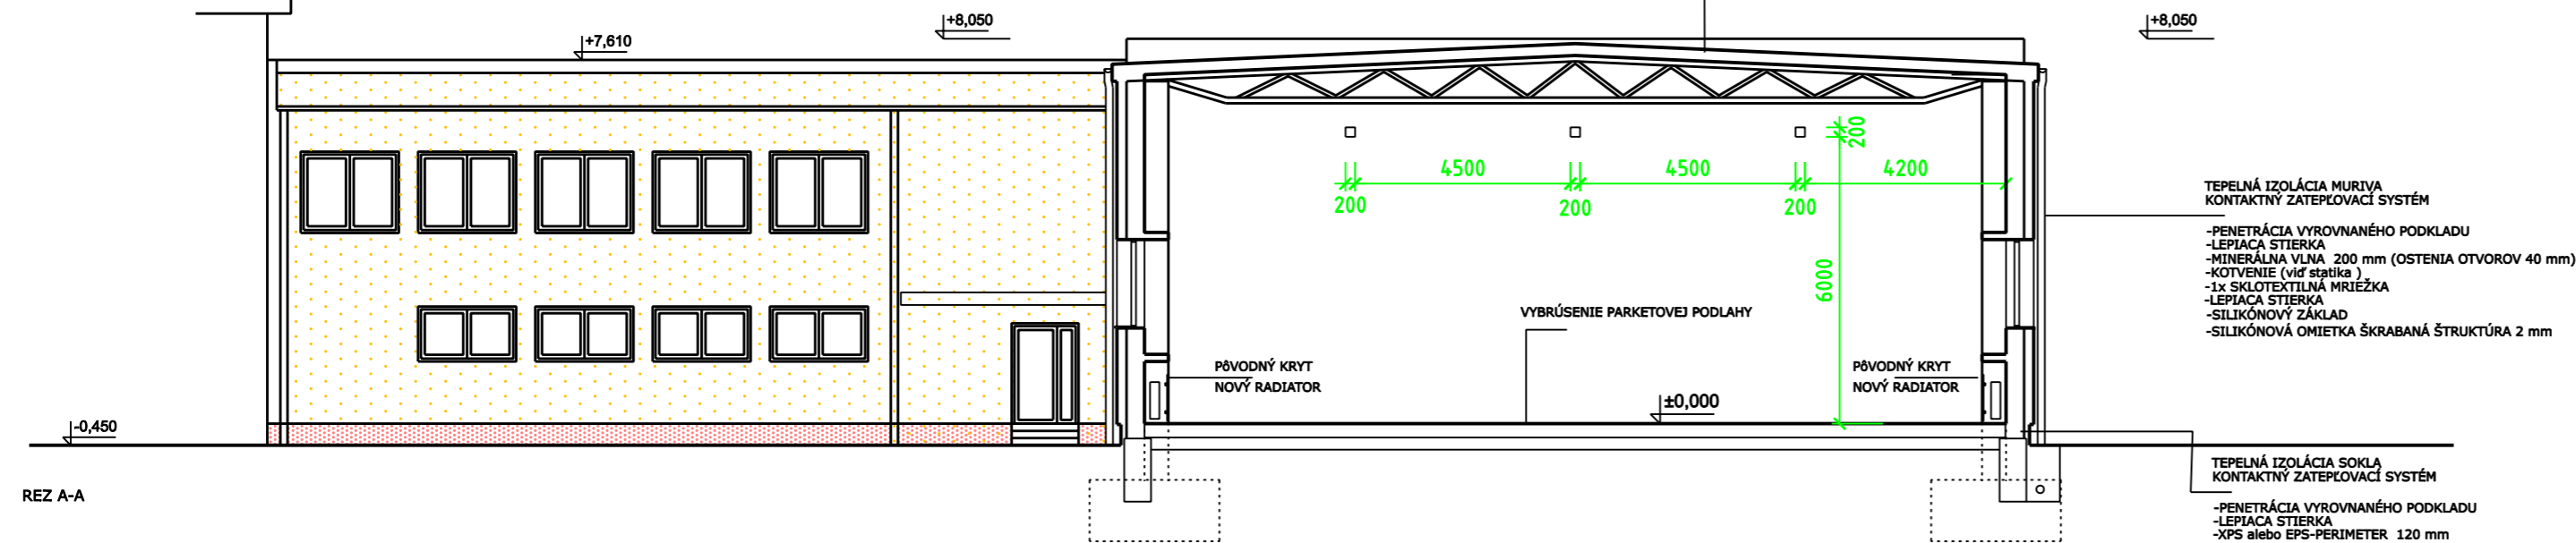 +8,050
+8,050
+7,610
200
4500
4500
4200
200
200
200
6000
TEPELNÁ IZOLÁCIA MURIVA
KONTAKTNÝ ZATEPĽOVACÍ SYSTÉM
-PENETRÁCIA VYROVNANÉHO PODKLADU
-LEPIACA STIERKA
-MINERÁLNA VLNA 200 mm (OSTENIA OTVOROV 40 mm)
-KOTVENIE (viď statika )
-1x SKLOTEXTILNÁ MRIEŽKA
-LEPIACA STIERKA
-SILIKÓNOVÝ ZÁKLAD
-SILIKÓNOVÁ OMIETKA ŠKRABANÁ ŠTRUKTÚRA 2 mm
VYBRÚSENIE PARKETOVEJ PODLAHY
PôVODNÝ KRYT
NOVÝ RADIATOR
PôVODNÝ KRYT
NOVÝ RADIATOR
±0,000
-0,450
REZ A-A
TEPELNÁ IZOLÁCIA SOKLA
KONTAKTNÝ ZATEPĽOVACÍ SYSTÉM
-PENETRÁCIA VYROVNANÉHO PODKLADU
-LEPIACA STIERKA
-XPS alebo EPS-PERIMETER 120 mm